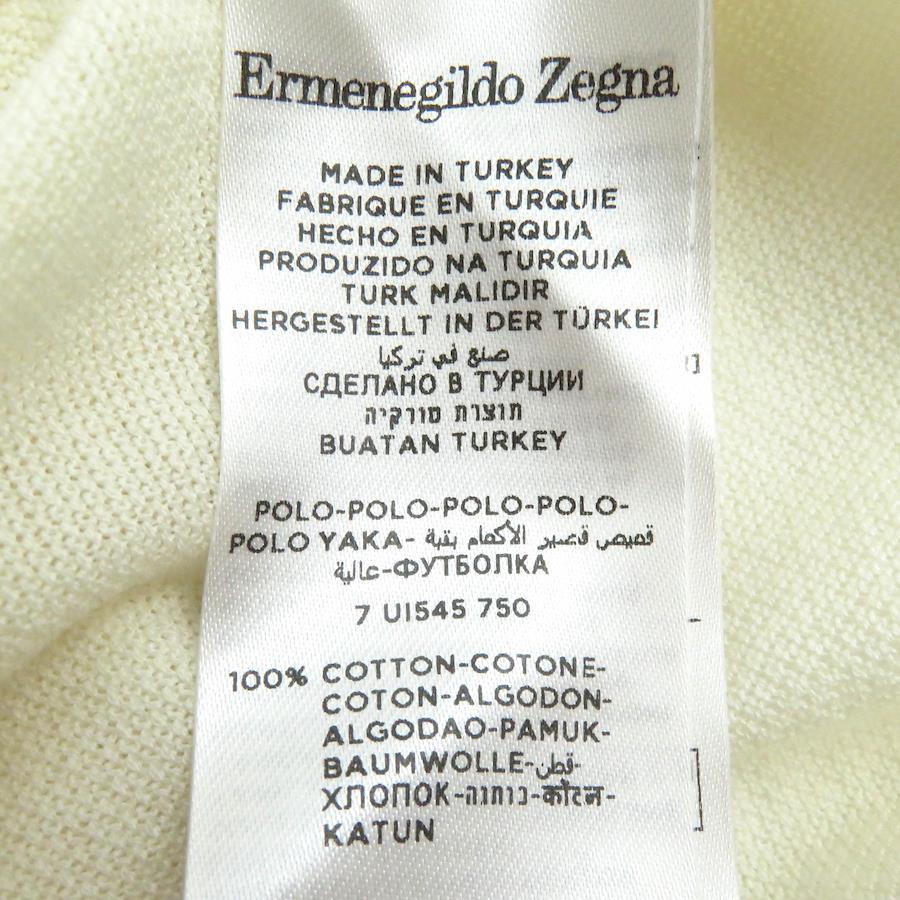 Ermenegildo Zegna
MADE IN TURKEY
FABRIQUE EN TURQUIE
HECHO EN TURQUIA
PRODUZIDO NA TURQUIA
TURK MALIDIR
HERGESTELLT IN DER TÜRKEI
صنع في تركيا
СДЕЛАНО В ТУРЦИИ
תוצרת טורקיה
BUATAN TURKEY
POLO-POLO-POLO-POLO-
POLO YAKA- قميص قصير الأكمام بقبة
عالية-ФУТБОЛКА
7 UI545 750
100% COTTON-COTONE-
COTON-ALGODON-
ALGODAO-PAMUK-
BAUMWOLLE-قطن-
ХЛОПОК-כותנה-कॉटन-
KATUN